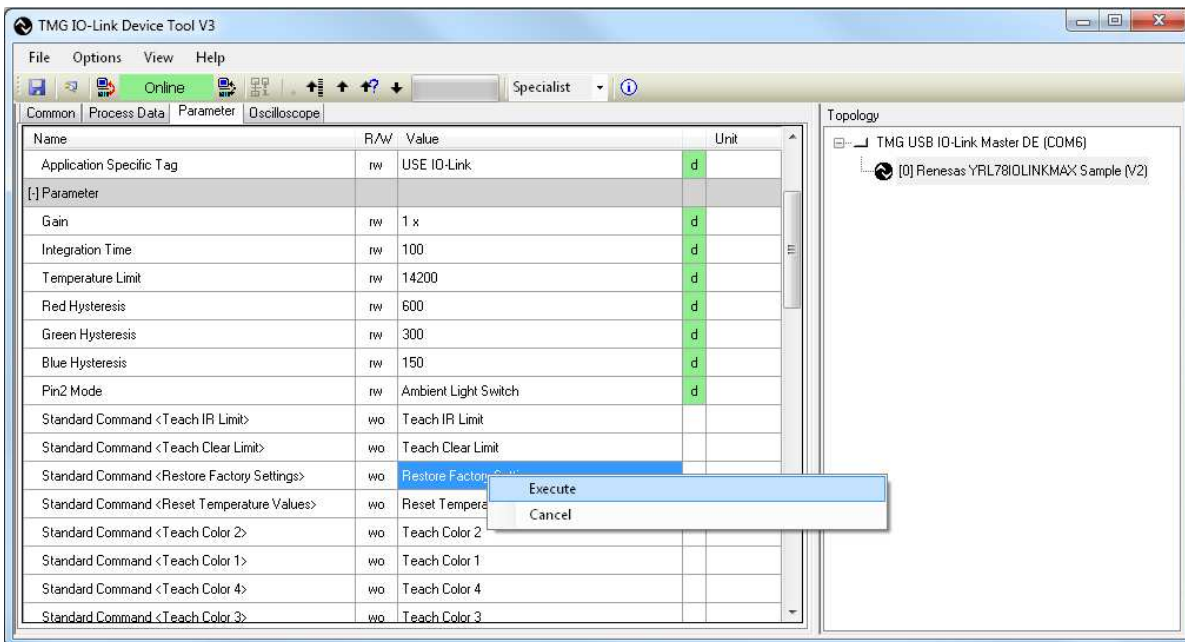 TMG IO-Link Device Tool V3
File Options View Help
Online Specialist
Common Process Data Parameter Oscilloscope
Name R/W Value Unit
Application Specific Tag rw USE IO-Link d
[-] Parameter
Gain rw 1 x d
Integration Time rw 100 d
Temperature Limit rw 14200 d
Red Hysteresis rw 600 d
Green Hysteresis rw 300 d
Blue Hysteresis rw 150 d
Pin2 Mode rw Ambient Light Switch d
Standard Command <Teach IR Limit> wo Teach IR Limit
Standard Command <Teach Clear Limit> wo Teach Clear Limit
Standard Command <Restore Factory Settings> wo Restore Factory
Standard Command <Reset Temperature Values> wo Reset Tempera
Standard Command <Teach Color 2> wo Teach Color 2
Standard Command <Teach Color 1> wo Teach Color 1
Standard Command <Teach Color 4> wo Teach Color 4
Standard Command <Teach Color 3> wo Teach Color 3
Execute
Cancel
Topology
TMG USB IO-Link Master DE (COM6)
[0] Renesas YRL78IOLINKMAX Sample (V2)